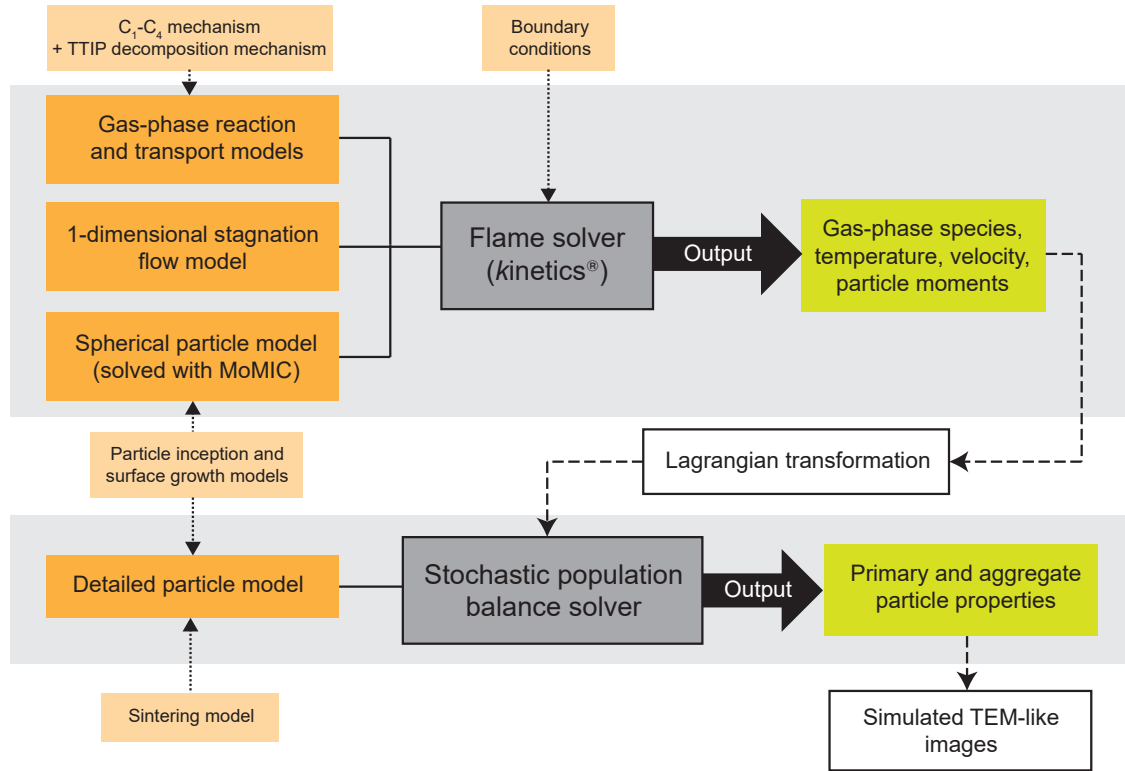 C₁-C₄ mechanism
+ TTIP decomposition mechanism
Boundary
conditions
Gas-phase reaction
and transport models
1-dimensional stagnation
flow model
Spherical particle model
(solved with MoMIC)
Flame solver
(kinetics®)
Output
Gas-phase species,
temperature, velocity,
particle moments
Particle inception and
surface growth models
Lagrangian transformation
Detailed particle model
Stochastic population
balance solver
Output
Primary and aggregate
particle properties
Sintering model
Simulated TEM-like
images